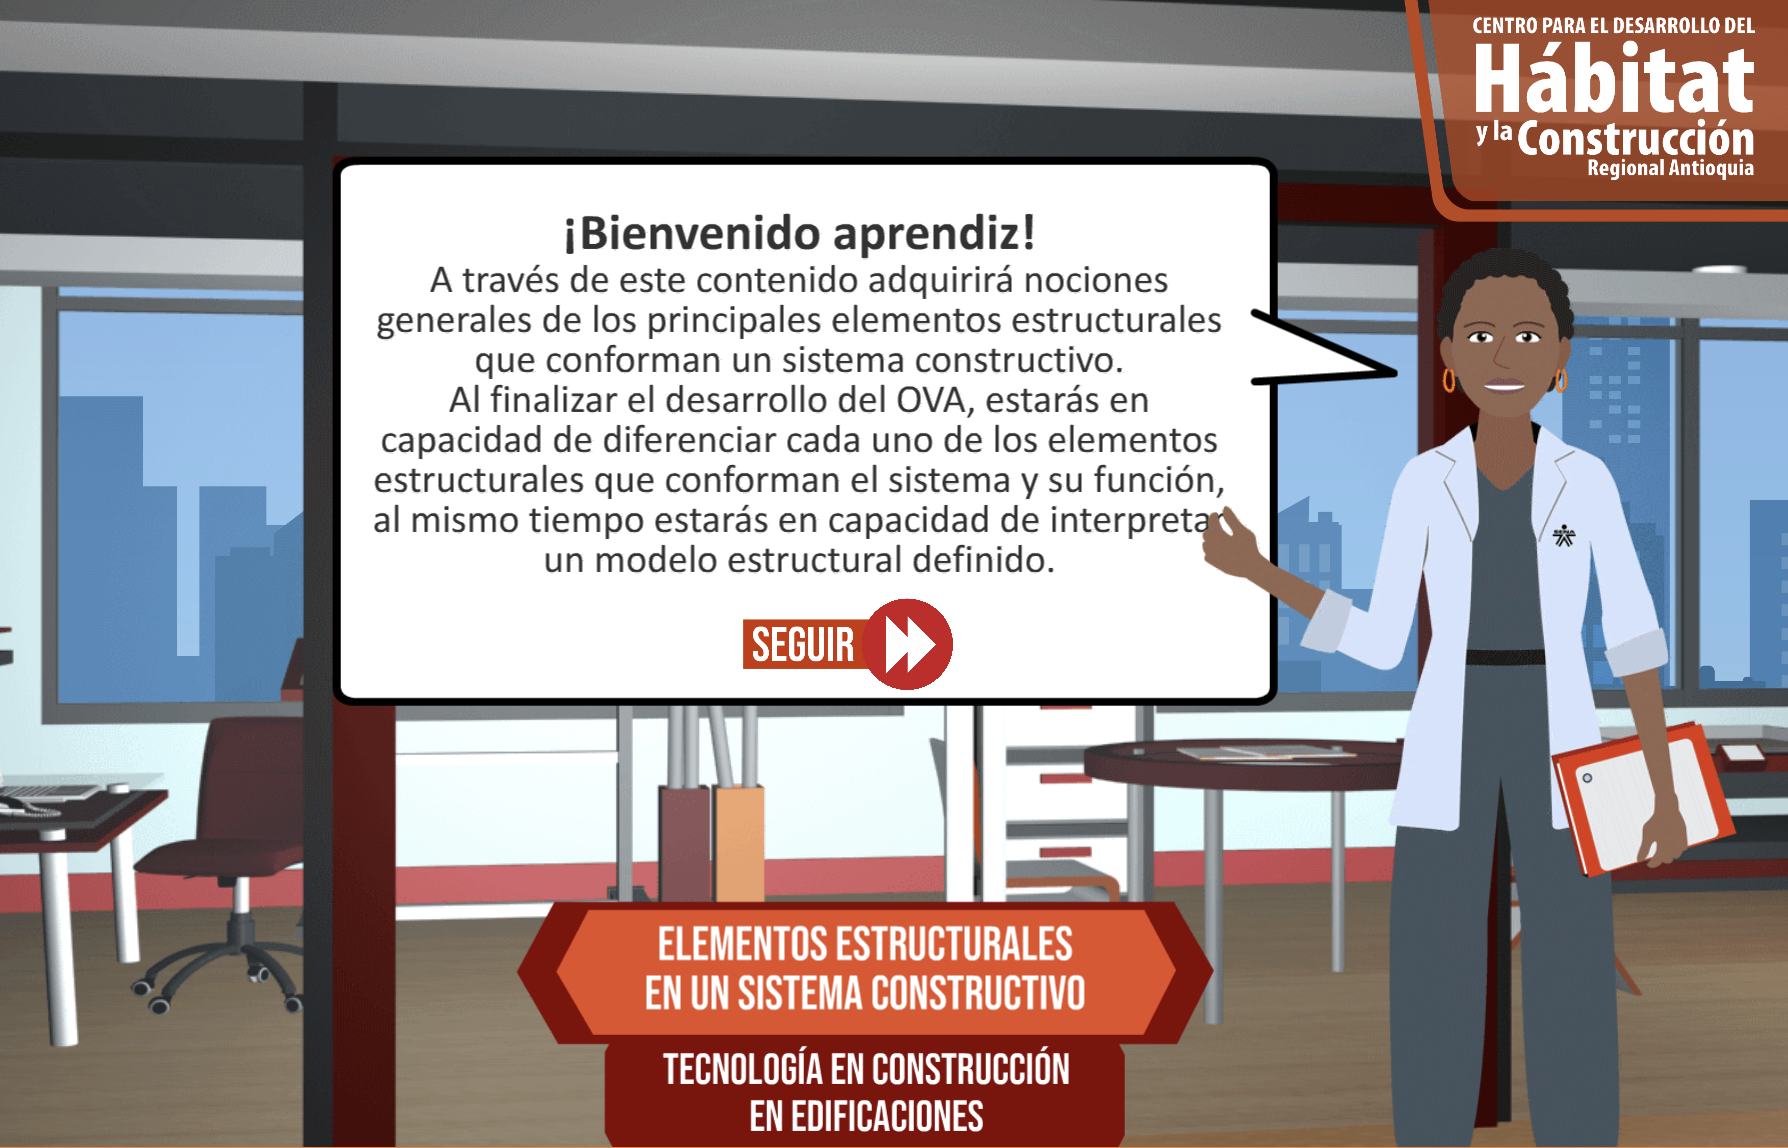 CENTRO PARA EL DESARROLLO DEL
Hábitat
y la Construcción
Regional Antioquia
¡Bienvenido aprendiz!
A través de este contenido adquirirá nociones
generales de los principales elementos estructurales
que conforman un sistema constructivo.
Al finalizar el desarrollo del OVA, estarás en
capacidad de diferenciar cada uno de los elementos
estructurales que conforman el sistema y su función,
al mismo tiempo estarás en capacidad de interpretar
un modelo estructural definido.
SEGUIR
SENA
ELEMENTOS ESTRUCTURALES
EN UN SISTEMA CONSTRUCTIVO
TECNOLOGÍA EN CONSTRUCCIÓN
EN EDIFICACIONES